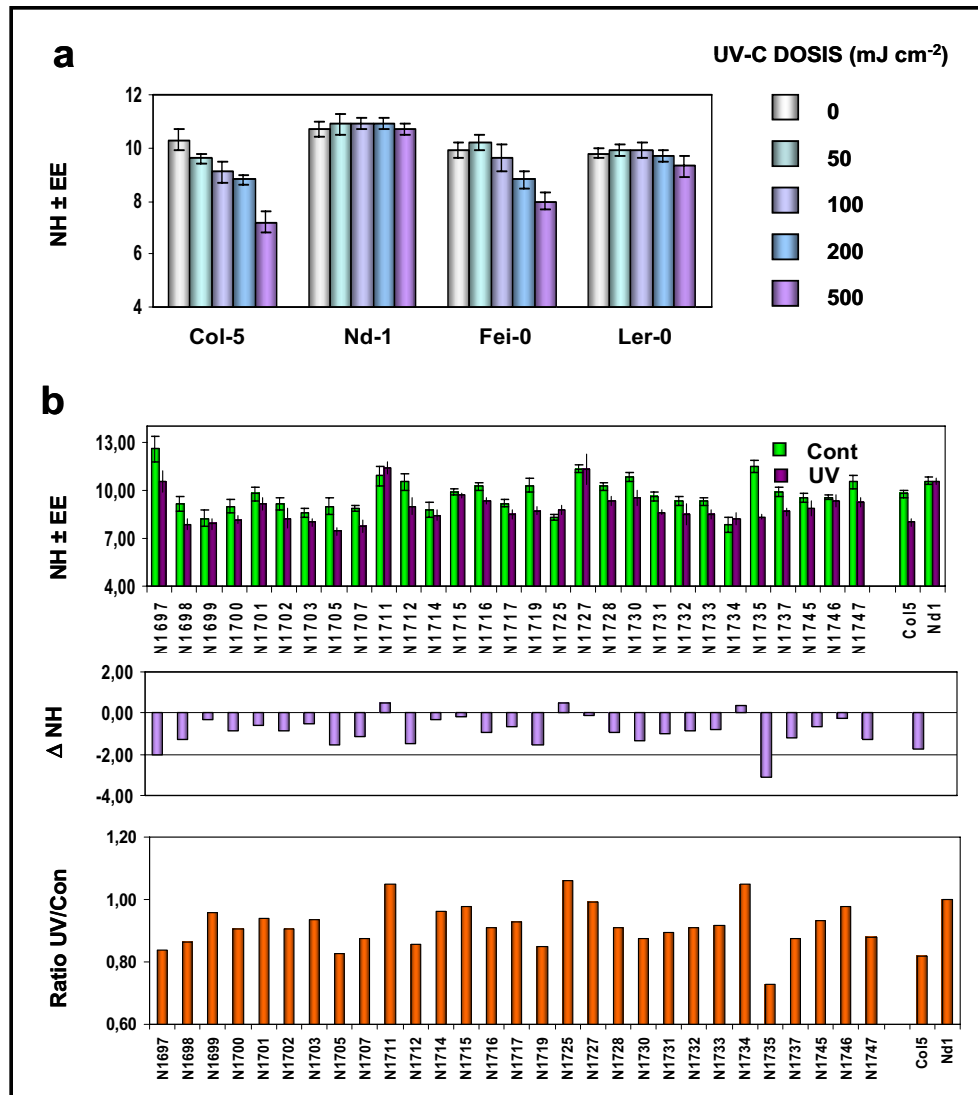 a
UV-C DOSIS (mJ cm-2)
12
10
8
6
4
NH ± EE
0
50
100
200
500
Col-5 Nd-1 Fei-0 Ler-0
b
13,00
10,00
7,00
4,00
NH ± EE
Cont
UV
N1697 N1698 N1699 N1700 N1701 N1702 N1703 N1705 N1707 N1711 N1712 N1714 N1715 N1716 N1717 N1719 N1725 N1727 N1728 N1730 N1731 N1732 N1733 N1734 N1735 N1737 N1745 N1746 N1747 Col5 Nd1
2,00
0,00
-2,00
-4,00
Δ NH
1,20
1,00
0,80
0,60
Ratio UV/Con
N1697 N1698 N1699 N1700 N1701 N1702 N1703 N1705 N1707 N1711 N1712 N1714 N1715 N1716 N1717 N1719 N1725 N1727 N1728 N1730 N1731 N1732 N1733 N1734 N1735 N1737 N1745 N1746 N1747 Col5 Nd1